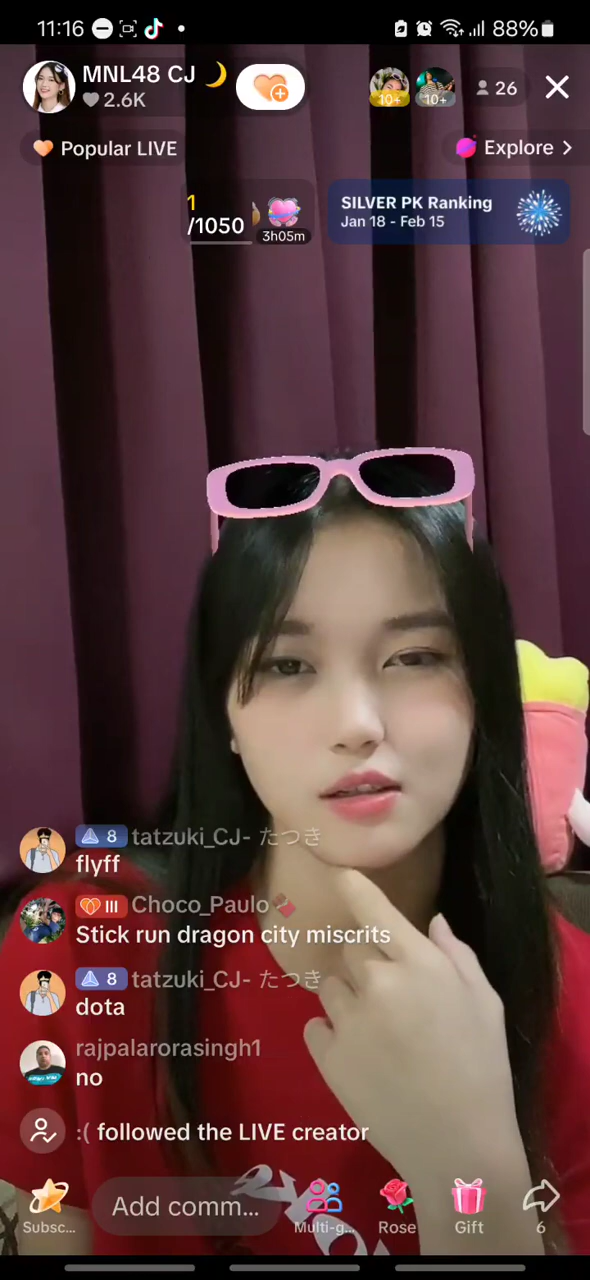 11:16
88%
MNL48 CJ
2.6K
10+
10+
26
Popular LIVE
Explore
1
/1050
3h05m
SILVER PK Ranking
Jan 18 - Feb 15
8 tatzuki_CJ- たつき
flyff
III Choco_Paulo
Stick run dragon city miscrits
8 tatzuki_CJ- たつき
dota
rajpalarorasingh1
no
:( followed the LIVE creator
Subsc...
Add comm...
Multi-g...
Rose
Gift
6